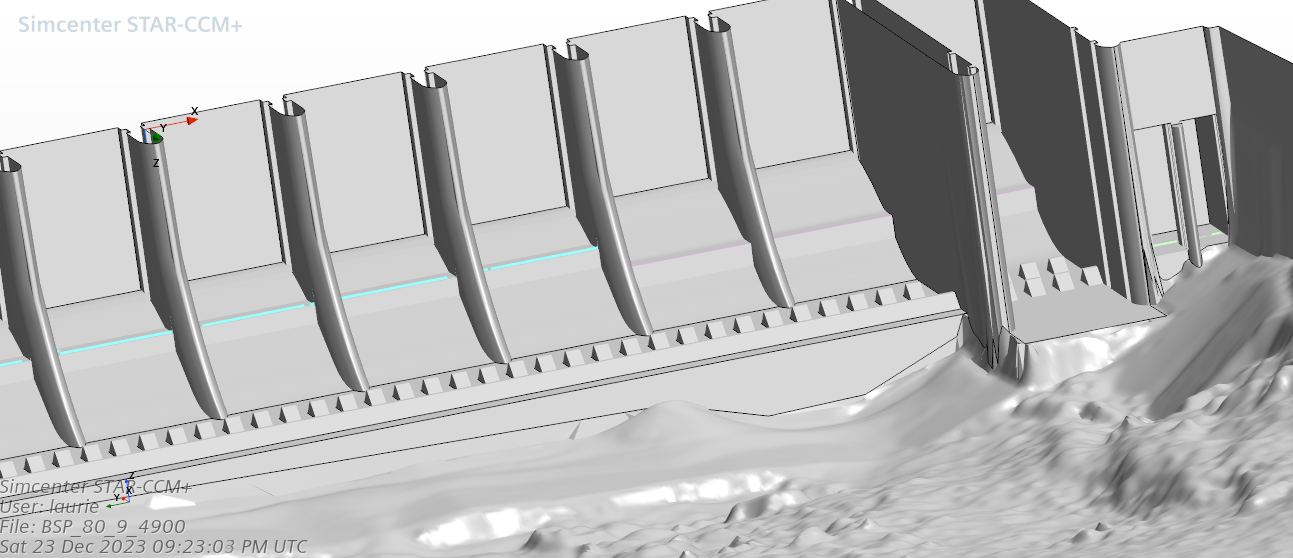 Simcenter STAR-CCM+
X
Y
Z
Z
X
Y
Simcenter STAR-CCM+
User: laurie
File: BSP_80_9_4900
Sat 23 Dec 2023 09:23:03 PM UTC